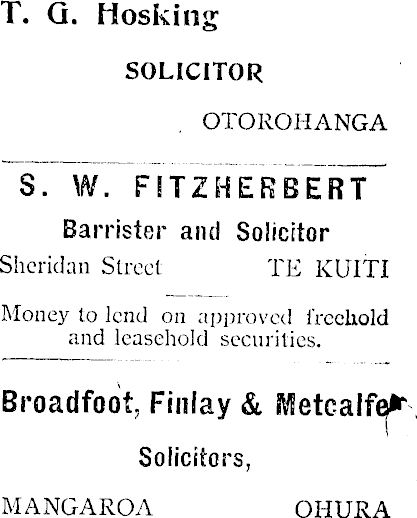 T. G. Hosking
SOLICITOR
OTOROHANGA
S. W. FITZHERBERT
Barrister and Solicitor
Sheridan Street TE KUITI
Money to lend on approved freehold
and leasehold securities.
Broadfoot, Finlay & Metcalfe
Solicitors,
MANGAROA OHURA